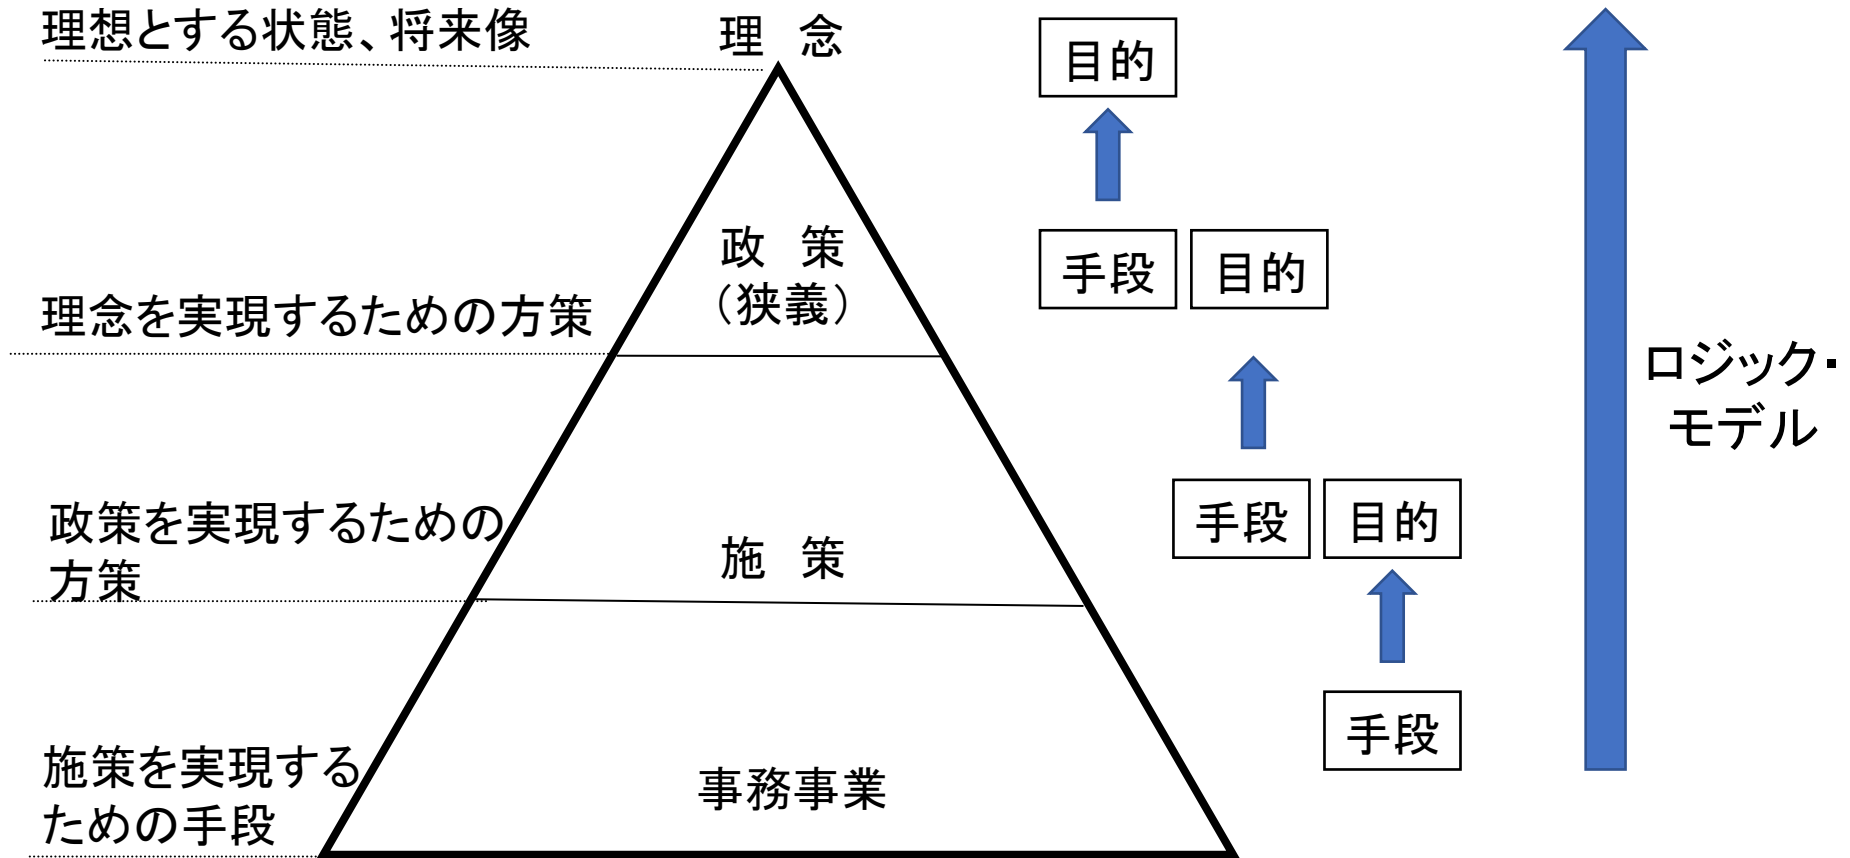 理想とする状態、将来像
理　念
目的
政　策
（狭義）
手段
目的
理念を実現するための方策
ロジック・
モデル
政策を実現するための
方策
施　策
手段
目的
手段
施策を実現する
ための手段
事務事業